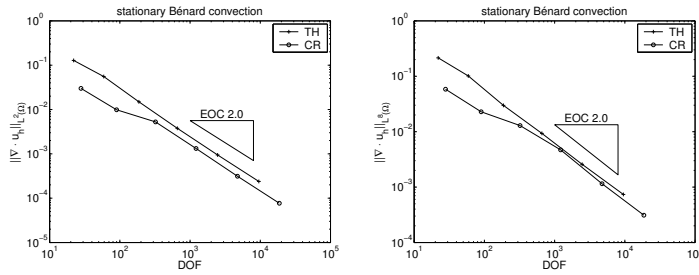 stationary Bénard convection
10^0
10^-1
10^-2
10^-3
10^-4
10^-5
||∇ · u_h||_L^2(Ω)
TH
CR
EOC 2.0
10^1
10^2
10^3
10^4
10^5
DOF
stationary Bénard convection
10^0
10^-1
10^-2
10^-3
10^-4
||∇ · u_h||_L^8(Ω)
TH
CR
EOC 2.0
10^1
10^2
10^3
10^4
10^5
DOF